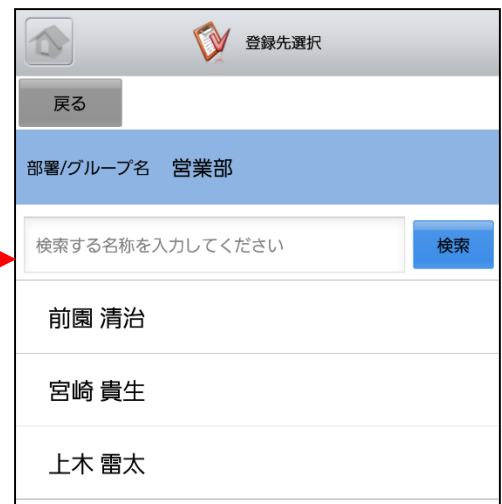 登録先選択
戻る
部署/グループ名 営業部
検索する名称を入力してください 検索
前園 清治
宮崎 貴生
上木 雷太